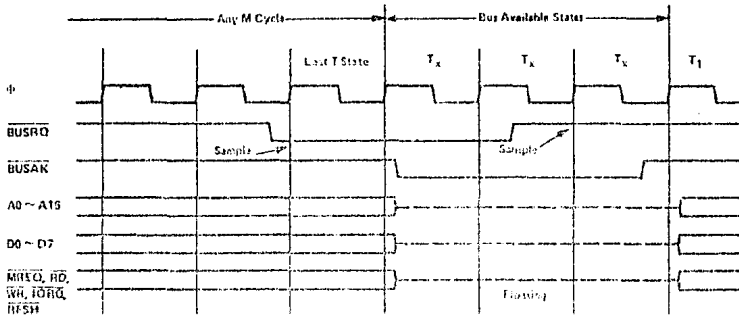 Any M Cycle Bus Available States
Last T State Tx Tx Tx T1
Φ
BUSRQ
Sample Sample
BUSAK
A0 ~ A15
D0 ~ D7
MREQ, RD,
WR, IORQ, Floating
RFSH